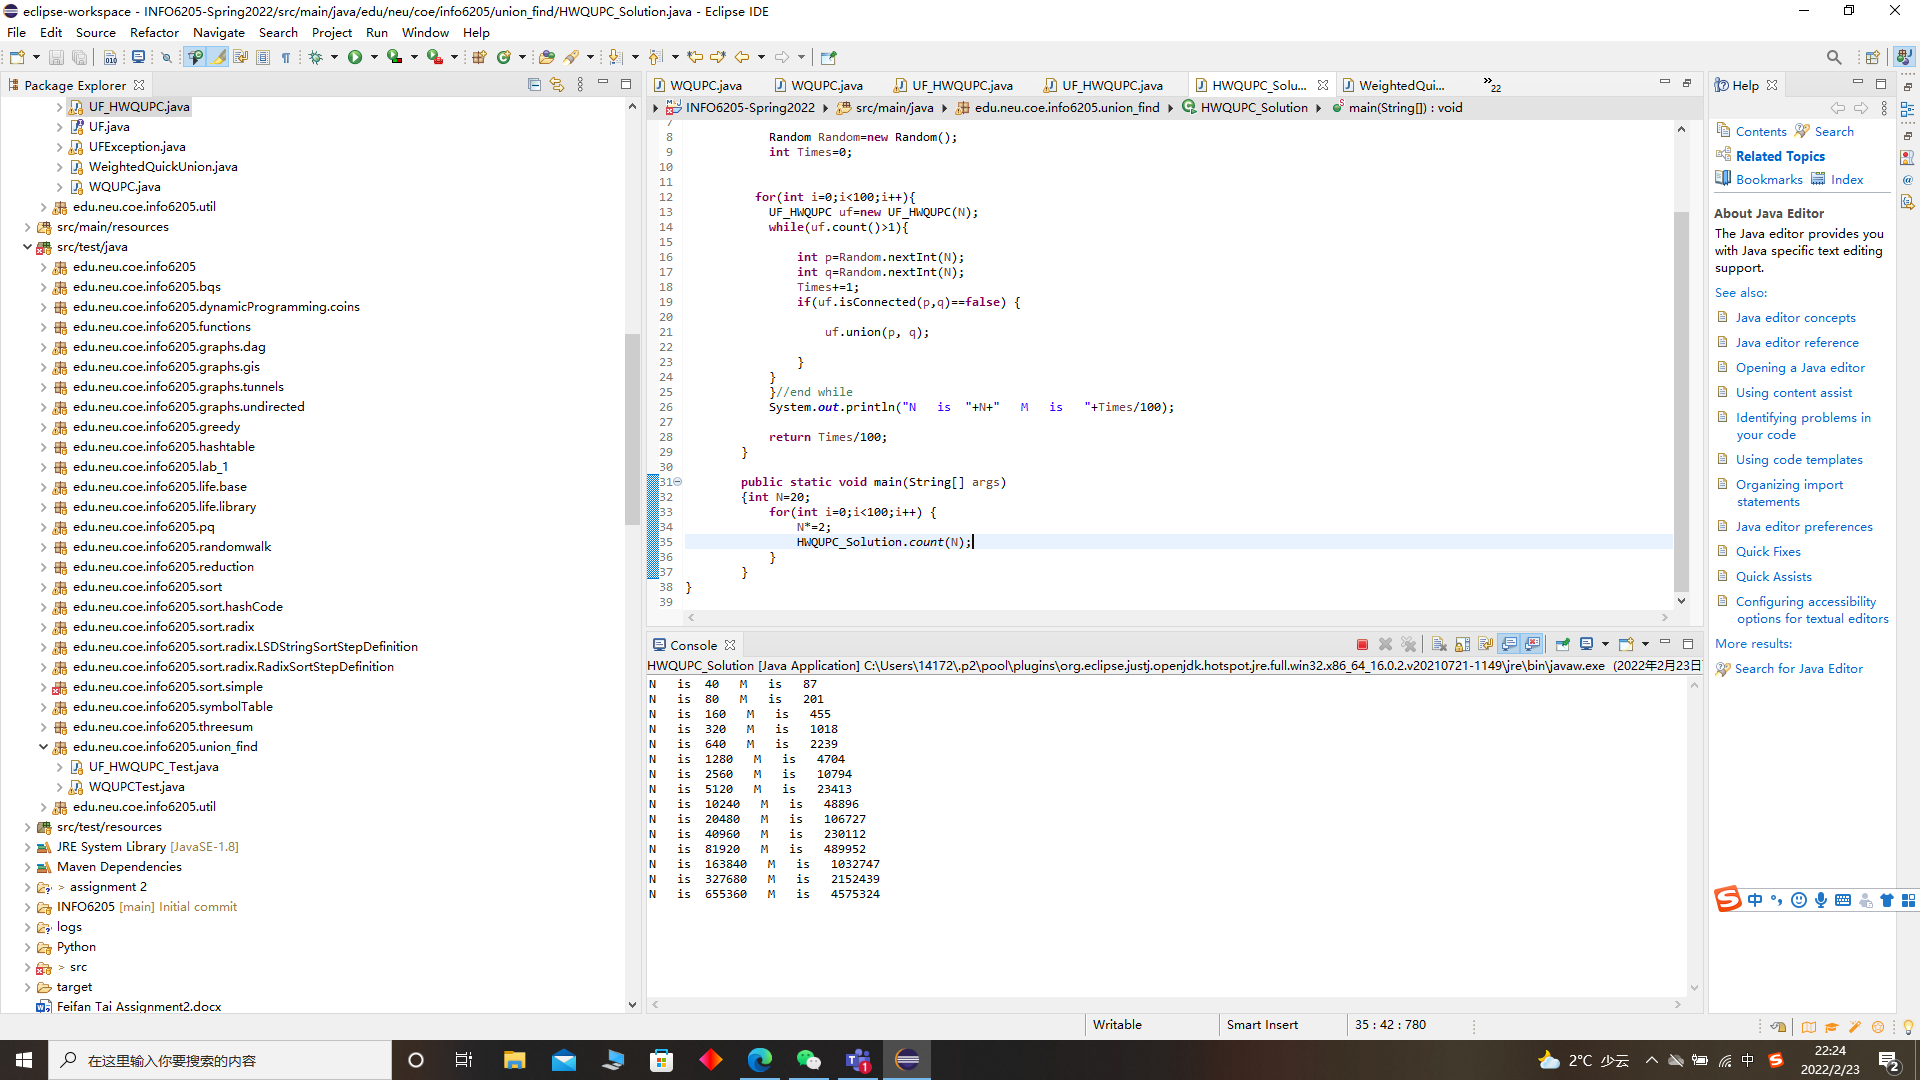 eclipse-workspace - INFO6205-Spring2022/src/main/java/edu/neu/coe/info6205/union_find/HWQUPC_Solution.java - Eclipse IDE
File Edit Source Refactor Navigate Search Project Run Window Help
Package Explorer
UF_HWQUPC.java
UF.java
UFException.java
WeightedQuickUnion.java
WQUPC.java
edu.neu.coe.info6205.util
src/main/resources
src/test/java
edu.neu.coe.info6205
edu.neu.coe.info6205.bqs
edu.neu.coe.info6205.dynamicProgramming.coins
edu.neu.coe.info6205.functions
edu.neu.coe.info6205.graphs.dag
edu.neu.coe.info6205.graphs.gis
edu.neu.coe.info6205.graphs.tunnels
edu.neu.coe.info6205.graphs.undirected
edu.neu.coe.info6205.greedy
edu.neu.coe.info6205.hashtable
edu.neu.coe.info6205.lab_1
edu.neu.coe.info6205.life.base
edu.neu.coe.info6205.life.library
edu.neu.coe.info6205.pq
edu.neu.coe.info6205.randomwalk
edu.neu.coe.info6205.reduction
edu.neu.coe.info6205.sort
edu.neu.coe.info6205.sort.hashCode
edu.neu.coe.info6205.sort.radix
edu.neu.coe.info6205.sort.radix.LSDStringSortStepDefinition
edu.neu.coe.info6205.sort.radix.RadixSortStepDefinition
edu.neu.coe.info6205.sort.simple
edu.neu.coe.info6205.symbolTable
edu.neu.coe.info6205.threesum
edu.neu.coe.info6205.union_find
UF_HWQUPC_Test.java
WQUPCTest.java
edu.neu.coe.info6205.util
src/test/resources
JRE System Library [JavaSE-1.8]
Maven Dependencies
> assignment 2
INFO6205 [main] Initial commit
logs
Python
> src
target
Feifan Tai Assignment2.docx
WQUPC.java WQUPC.java UF_HWQUPC.java UF_HWQUPC.java HWQUPC_Solu... WeightedQui... »22
INFO6205-Spring2022 src/main/java edu.neu.coe.info6205.union_find HWQUPC_Solution main(String[]) : void
7
8 Random Random=new Random();
9 int Times=0;
10
11
12 for(int i=0;i<100;i++){
13 UF_HWQUPC uf=new UF_HWQUPC(N);
14 while(uf.count()>1){
15
16 int p=Random.nextInt(N);
17 int q=Random.nextInt(N);
18 Times+=1;
19 if(uf.isConnected(p,q)==false) {
20
21 uf.union(p, q);
22
23 }
24 }
25 }//end while
26 System.out.println("N is "+N+" M is "+Times/100);
27
28 return Times/100;
29 }
30
31 public static void main(String[] args)
32 {int N=20;
33 for(int i=0;i<100;i++) {
34 N*=2;
35 HWQUPC_Solution.count(N);
36 }
37 }
38 }
39
Console
HWQUPC_Solution [Java Application] C:\Users\14172\.p2\pool\plugins\org.eclipse.justj.openjdk.hotspot.jre.full.win32.x86_64_16.0.2.v20210721-1149\jre\bin\javaw.exe (2022年2月23日
N is 40 M is 87
N is 80 M is 201
N is 160 M is 455
N is 320 M is 1018
N is 640 M is 2239
N is 1280 M is 4704
N is 2560 M is 10794
N is 5120 M is 23413
N is 10240 M is 48896
N is 20480 M is 106727
N is 40960 M is 230112
N is 81920 M is 489952
N is 163840 M is 1032747
N is 327680 M is 2152439
N is 655360 M is 4575324
Help
Contents Search
Related Topics
Bookmarks Index
About Java Editor
The Java editor provides you
with Java specific text editing
support.
See also:
Java editor concepts
Java editor reference
Opening a Java editor
Using content assist
Identifying problems in
your code
Using code templates
Organizing import
statements
Java editor preferences
Quick Fixes
Quick Assists
Configuring accessibility
options for textual editors
More results:
Search for Java Editor
中
Writable Smart Insert 35 : 42 : 780
在这里输入你要搜索的内容
1
2°C 少云 中
22:24
2022/2/23
2